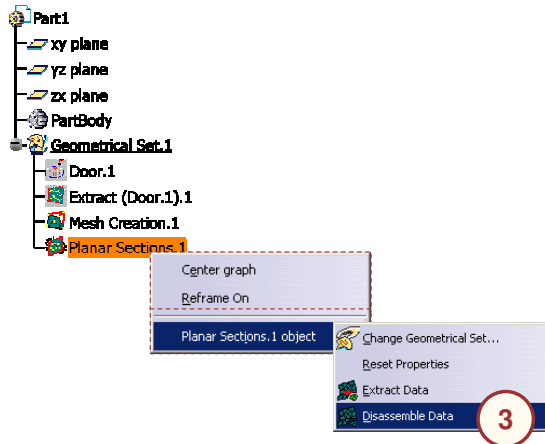 Part1
xy plane
yz plane
zx plane
PartBody
Geometrical Set.1
Door.1
Extract (Door.1).1
Mesh Creation.1
Planar Sections.1
Center graph
Reframe On
Planar Sections.1 object
Change Geometrical Set...
Reset Properties
Extract Data
Disassemble Data
3